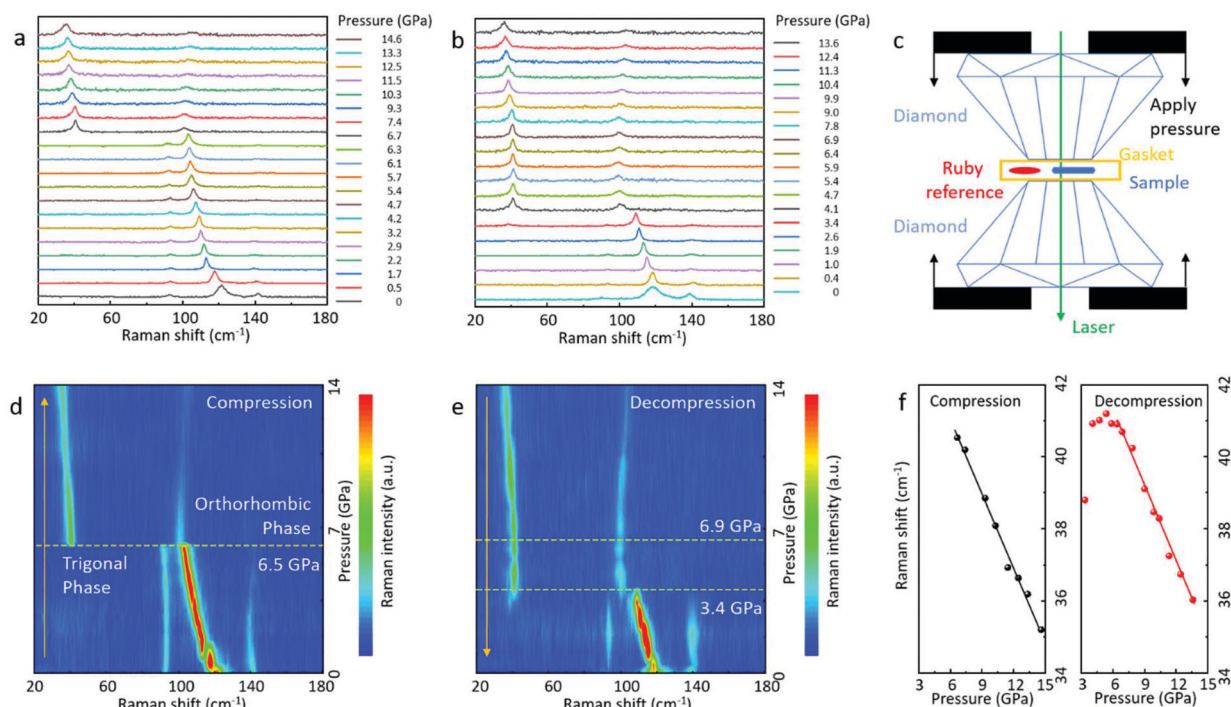 a
Pressure (GPa)
14.6
13.3
12.5
11.5
10.3
9.3
7.4
6.7
6.3
6.1
5.7
5.4
4.7
4.2
3.2
2.9
2.2
1.7
0.5
0
20 60 100 140 180
Raman shift (cm-1)
b
Pressure (GPa)
13.6
12.4
11.3
10.4
9.9
9.0
7.8
6.9
6.4
5.9
5.4
4.7
4.1
3.4
2.6
1.9
1.0
0.4
0
20 60 100 140 180
Raman shift (cm-1)
c
Diamond
Apply
pressure
Gasket
Ruby
reference
Sample
Diamond
Laser
d
Compression
Orthorhombic
Phase
Trigonal
Phase
6.5 GPa
0 7 14
Pressure (GPa)
Raman intensity (a.u.)
20 60 100 140 180
Raman shift (cm-1)
e
Decompression
6.9 GPa
3.4 GPa
0 7 14
Pressure (GPa)
Raman intensity (a.u.)
20 60 100 140 180
Raman shift (cm-1)
f
Compression
Decompression
Raman shift (cm-1)
34 36 38 40 42
34 36 38 40 42
3 6 9 12 15
3 6 9 12 15
Pressure (GPa)
Pressure (GPa)